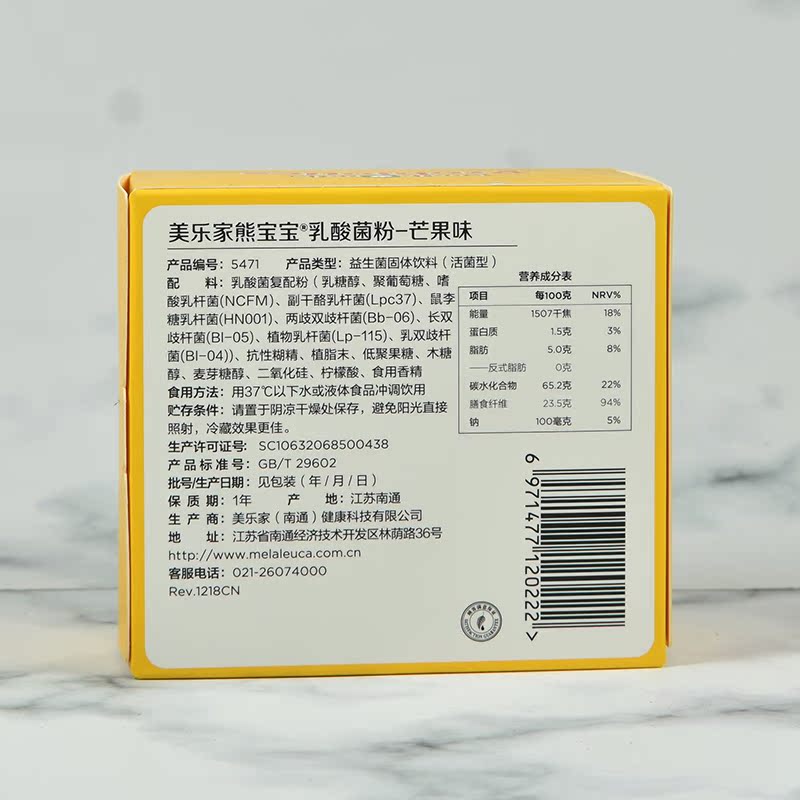 美乐家熊宝宝®乳酸菌粉-芒果味
产品编号：5471 产品类型：益生菌固体饮料（活菌型）
配 料：乳酸菌复配粉（乳糖醇、聚葡萄糖、嗜
酸乳杆菌(NCFM)、副干酪乳杆菌(Lpc37)、鼠李
糖乳杆菌(HN001)、两歧双歧杆菌(Bb-06)、长双
歧杆菌(Bl-05)、植物乳杆菌(Lp-115)、乳双歧杆
菌(BI-04)）、抗性糊精、植脂末、低聚果糖、木糖
醇、麦芽糖醇、二氧化硅、柠檬酸、食用香精
食用方法：用37℃以下水或液体食品冲调饮用
贮存条件：请置于阴凉干燥处保存，避免阳光直接
照射，冷藏效果更佳。
生产许可证号：SC10632068500438
产品标准号：GB/T 29602
批号/生产日期：见包装（年/月/日）
保 质 期：1年 产 地：江苏南通
生 产 商：美乐家（南通）健康科技有限公司
地 址：江苏省南通经济技术开发区林荫路36号
http://www.melaleuca.com.cn
客服电话：021-26074000
Rev.1218CN
营养成分表
项目 每100克 NRV%
能量 1507千焦 18%
蛋白质 1.5克 3%
脂肪 5.0克 8%
——反式脂肪 0克
碳水化合物 65.2克 22%
膳食纤维 23.5克 94%
钠 100毫克 5%
6 971477 120222 >